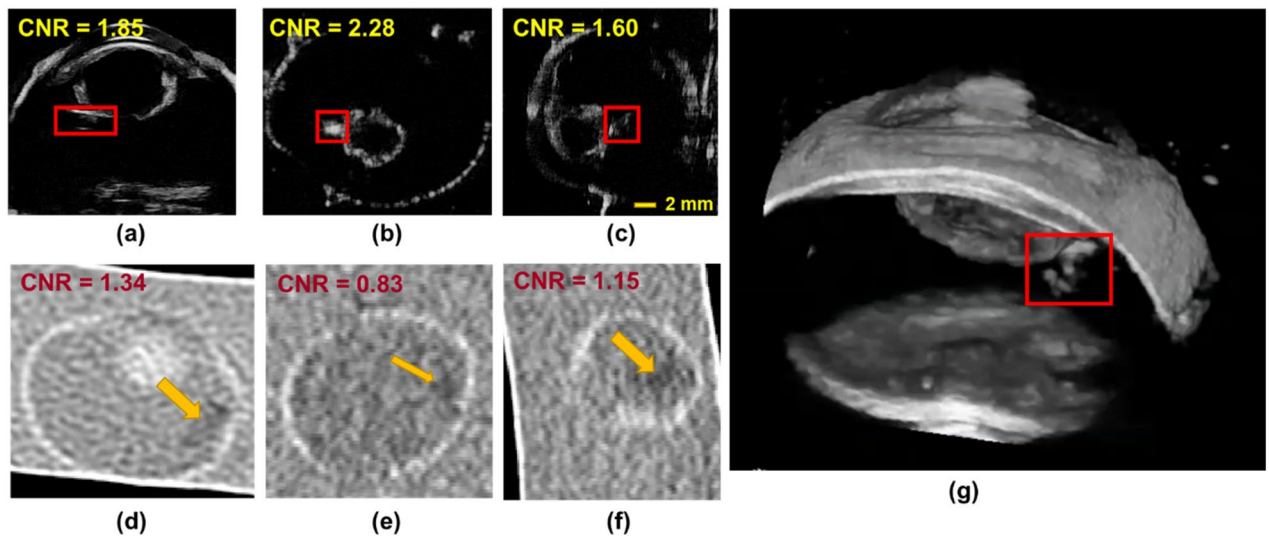 CNR = 1.85
CNR = 2.28
CNR = 1.60
2 mm
(a)
(b)
(c)
CNR = 1.34
CNR = 0.83
CNR = 1.15
(d)
(e)
(f)
(g)